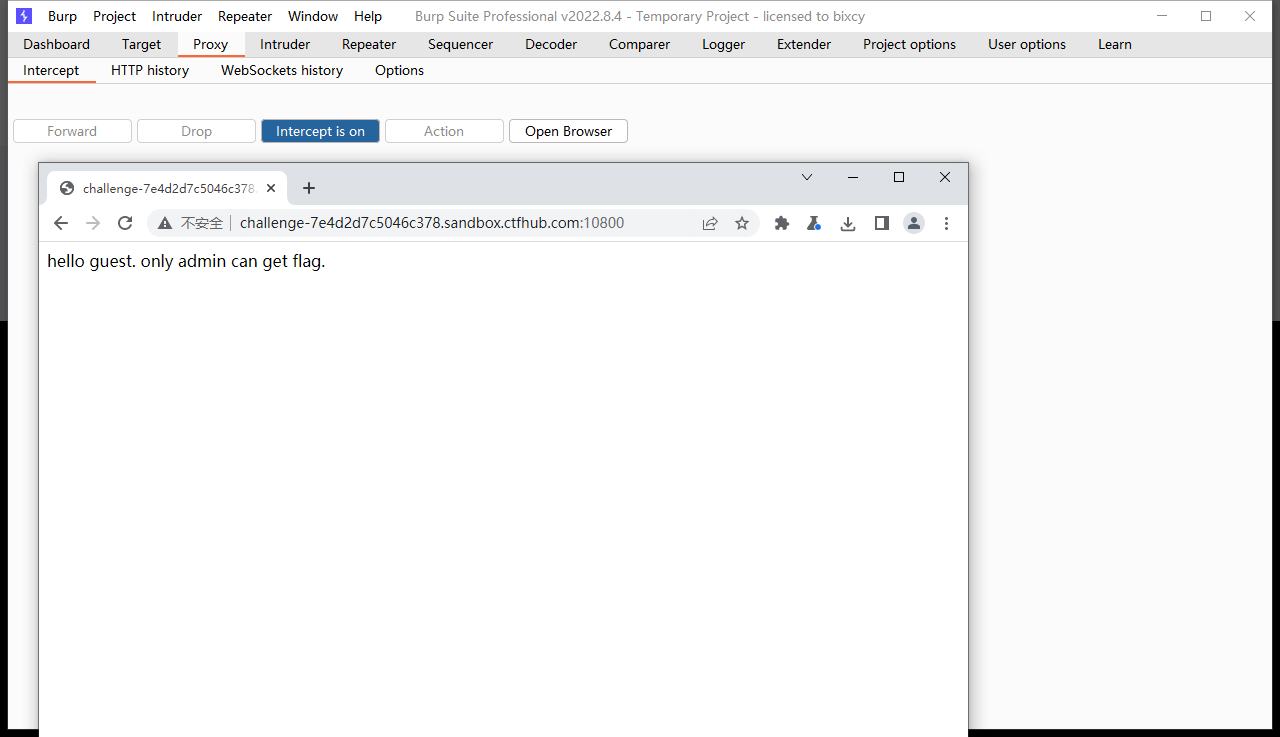 Burp Project Intruder Repeater Window Help Burp Suite Professional v2022.8.4 - Temporary Project - licensed to bixcy
Dashboard Target Proxy Intruder Repeater Sequencer Decoder Comparer Logger Extender Project options User options Learn
Intercept HTTP history WebSockets history Options
Forward Drop Intercept is on Action Open Browser
challenge-7e4d2d7c5046c378.
不安全 challenge-7e4d2d7c5046c378.sandbox.ctfhub.com:10800
hello guest. only admin can get flag.